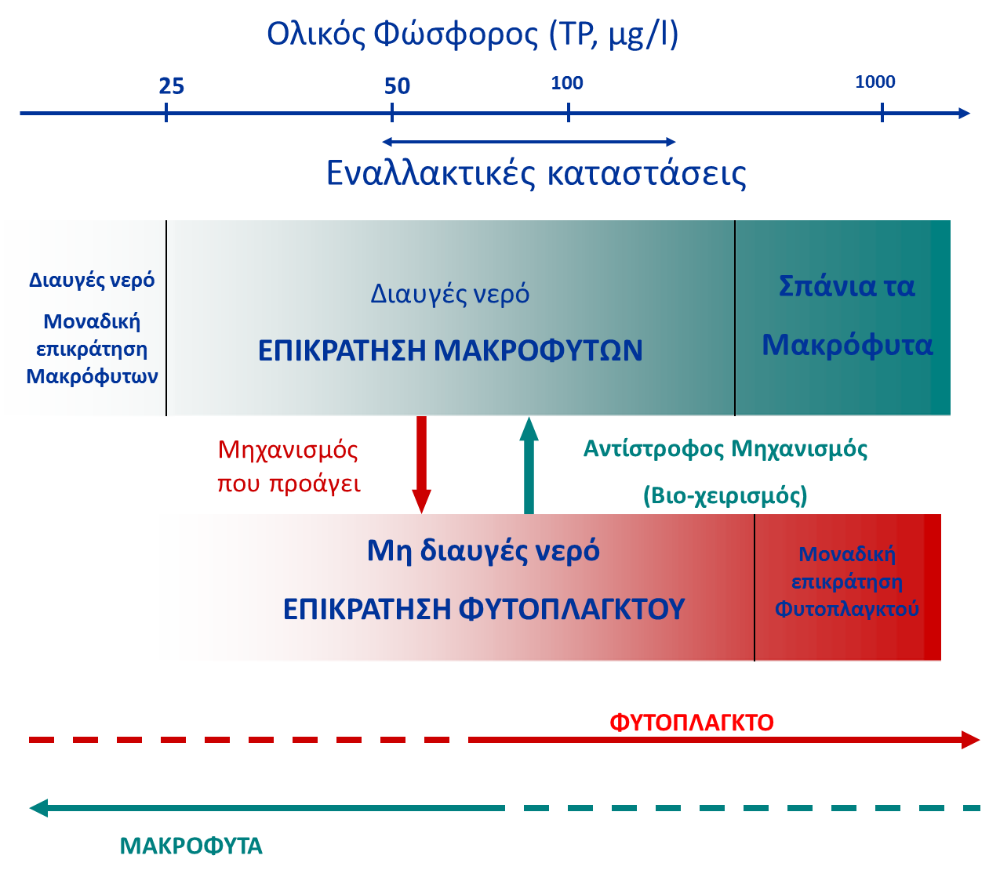 Ολικός Φώσφορος (TP, μg/l)
25 50 100 1000
Εναλλακτικές καταστάσεις
Διαυγές νερό
Μοναδική
επικράτηση
Μακρόφυτων
Διαυγές νερό
ΕΠΙΚΡΑΤΗΣΗ ΜΑΚΡΟΦΥΤΩΝ
Σπάνια τα
Μακρόφυτα
Μηχανισμός
που προάγει
Αντίστροφος Μηχανισμός
(Βιο-χειρισμός)
Μη διαυγές νερό
ΕΠΙΚΡΑΤΗΣΗ ΦΥΤΟΠΛΑΓΚΤΟΥ
Μοναδική
επικράτηση
Φυτοπλαγκτού
ΦΥΤΟΠΛΑΓΚΤΟ
ΜΑΚΡΟΦΥΤΑ